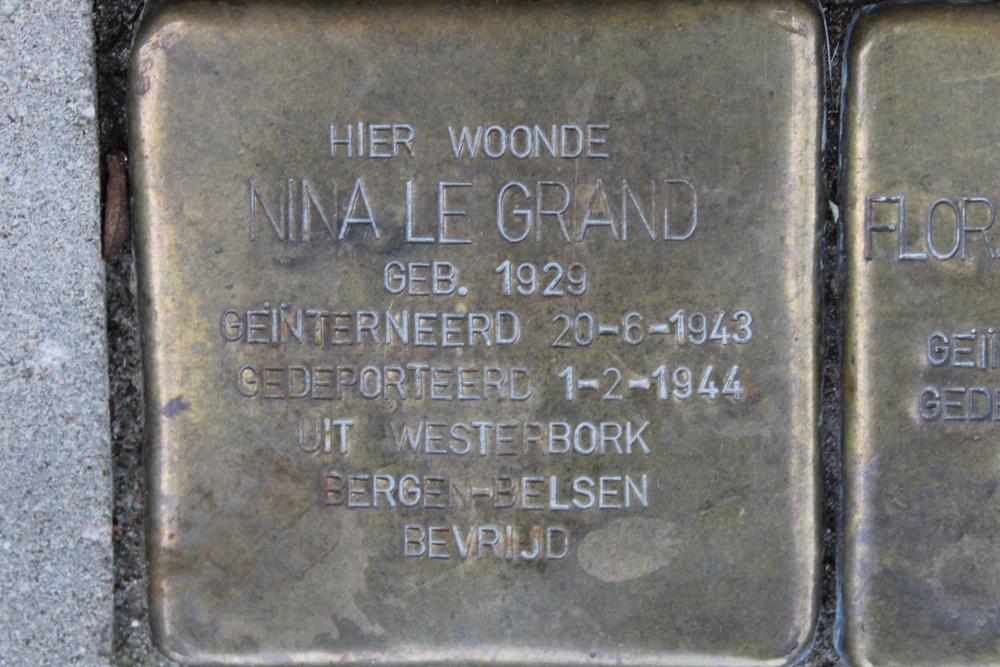 HIER WOONDE
NINA LE GRAND
GEB. 1929
GEÏNTERNEERD 20-6-1943
GEDEPORTEERD 1-2-1944
UIT WESTERBORK
BERGEN-BELSEN
BEVRIJD